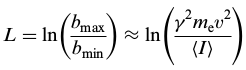 L = ln(b_max/b_min) ≈ ln(γ²m_e v²/⟨I⟩)